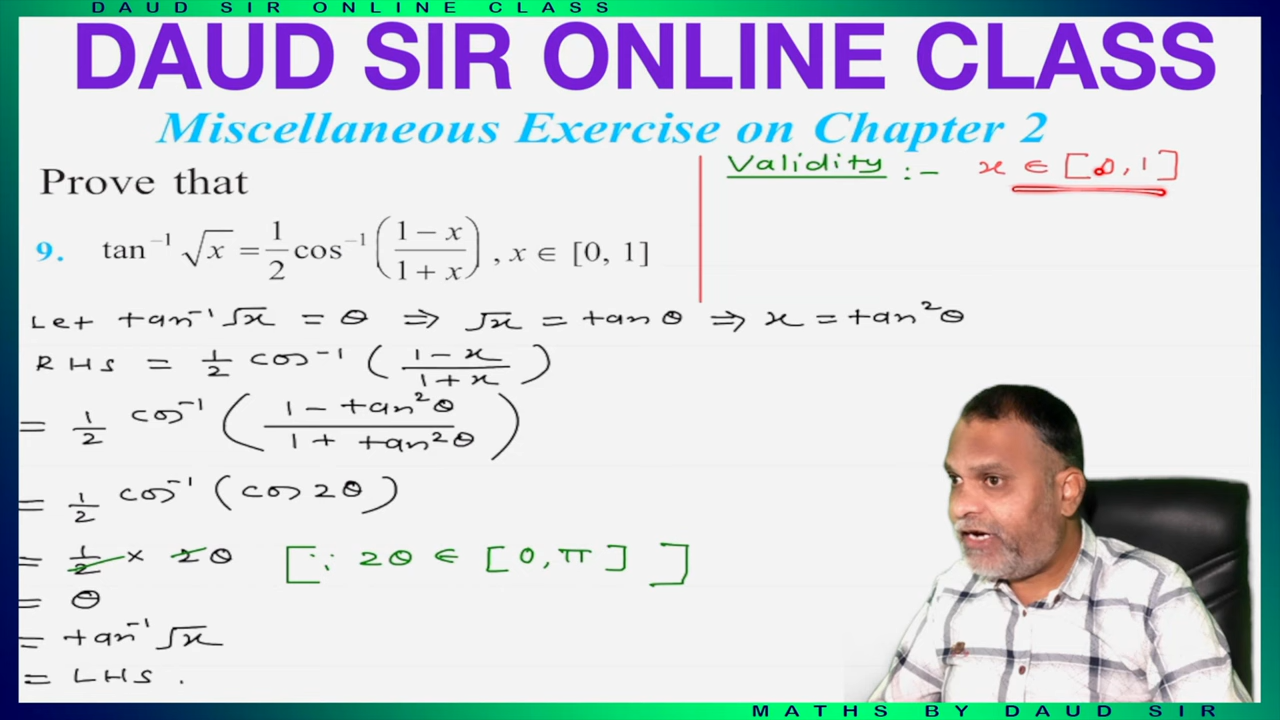 DAUD SIR ONLINE CLASS
DAUD SIR ONLINE CLASS
Miscellaneous Exercise on Chapter 2
Prove that
9. tan⁻¹ √x = 1/2 cos⁻¹ ((1 − x)/(1 + x)), x ∈ [0, 1]
Validity :- x ∈ [0, 1]
Let tan⁻¹ √x = θ ⇒ √x = tan θ ⇒ x = tan²θ
RHS = 1/2 cos⁻¹ ((1 − x)/(1 + x))
= 1/2 cos⁻¹ ((1 − tan²θ)/(1 + tan²θ))
= 1/2 cos⁻¹ (cos 2θ)
= 1/2 × 2θ [∵ 2θ ∈ [0, π]]
= θ
= tan⁻¹ √x
= LHS .
MATHS BY DAUD SIR